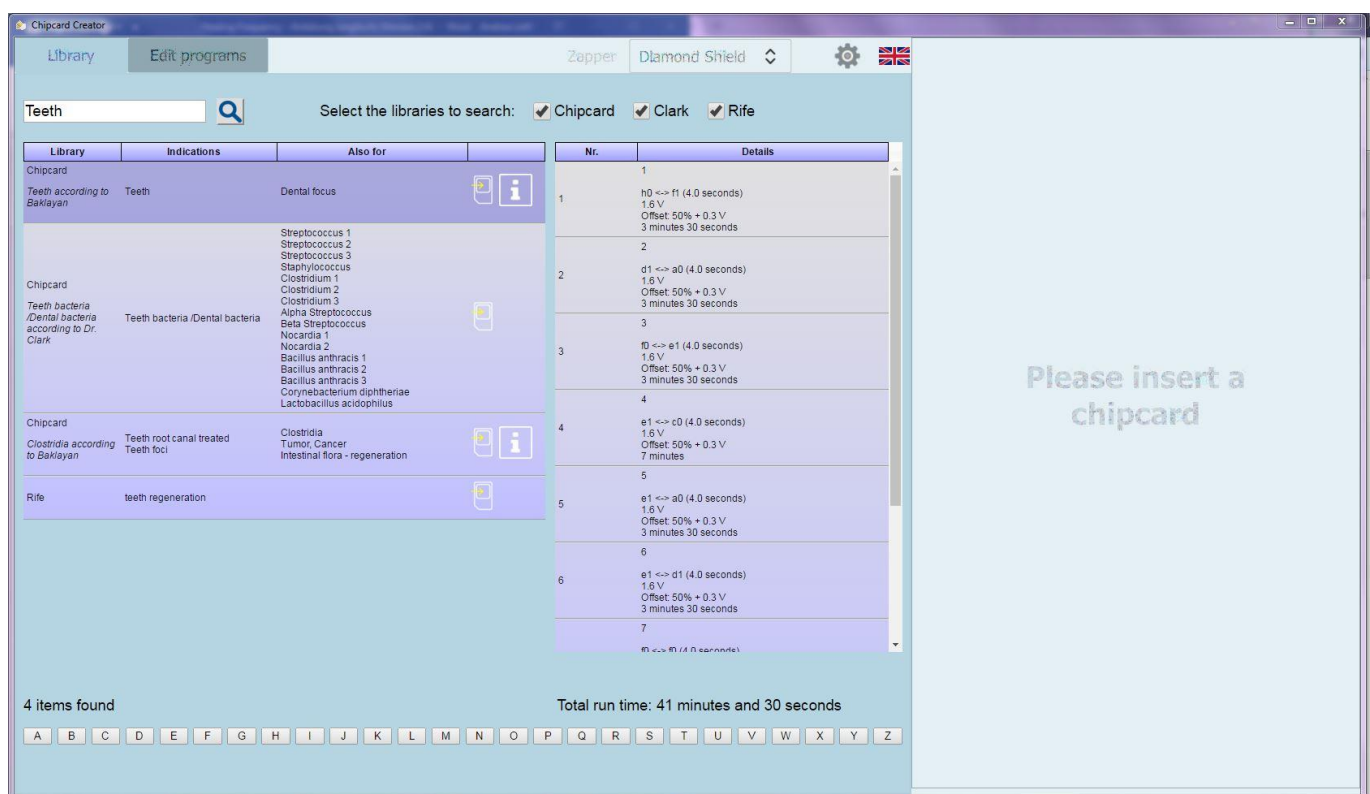 Chipcard Creator
Library
Edit programs
Zapper
Diamond Shield
Teeth
Select the libraries to search:
Chipcard
Clark
Rife
Library
Indications
Also for
Chipcard
Teeth according to
Baklayan
Teeth
Dental focus
Chipcard
Teeth bacteria
/Dental bacteria
according to Dr.
Clark
Teeth bacteria /Dental bacteria
Streptococcus 1
Streptococcus 2
Streptococcus 3
Staphylococcus
Clostridium 1
Clostridium 2
Clostridium 3
Alpha Streptococcus
Beta Streptococcus
Nocardia 1
Nocardia 2
Bacillus anthracis 1
Bacillus anthracis 2
Bacillus anthracis 3
Corynebacterium diphtheriae
Lactobacillus acidophilus
Chipcard
Clostridia according
to Baklayan
Teeth root canal treated
Teeth foci
Clostridia
Tumor, Cancer
Intestinal flora - regeneration
Rife
teeth regeneration
Nr.
Details
1
1
h0 <-> f1 (4.0 seconds)
1.6 V
Offset: 50% + 0.3 V
3 minutes 30 seconds
2
2
d1 <-> a0 (4.0 seconds)
1.6 V
Offset: 50% + 0.3 V
3 minutes 30 seconds
3
3
f0 <-> e1 (4.0 seconds)
1.6 V
Offset: 50% + 0.3 V
3 minutes 30 seconds
4
4
e1 <-> c0 (4.0 seconds)
1.6 V
Offset: 50% + 0.3 V
7 minutes
5
5
e1 <-> a0 (4.0 seconds)
1.6 V
Offset: 50% + 0.3 V
3 minutes 30 seconds
6
6
e1 <-> d1 (4.0 seconds)
1.6 V
Offset: 50% + 0.3 V
3 minutes 30 seconds
7
f0 <-> f0 (4.0 seconds)
Please insert a
chipcard
4 items found
Total run time: 41 minutes and 30 seconds
A B C D E F G H I J K L M N O P Q R S T U V W X Y Z